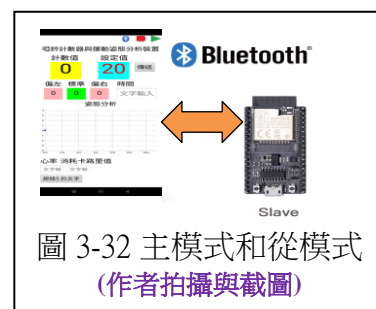 啞鈴計數器與運動姿態分析裝置
計數值 設定值
0 20 傳送
偏左 標準 偏右 時間
0 0 0 文字輸入
姿態分析
心率 消耗卡路里值
Bluetooth®
Slave
圖 3-32 主模式和從模式
(作者拍攝與截圖)